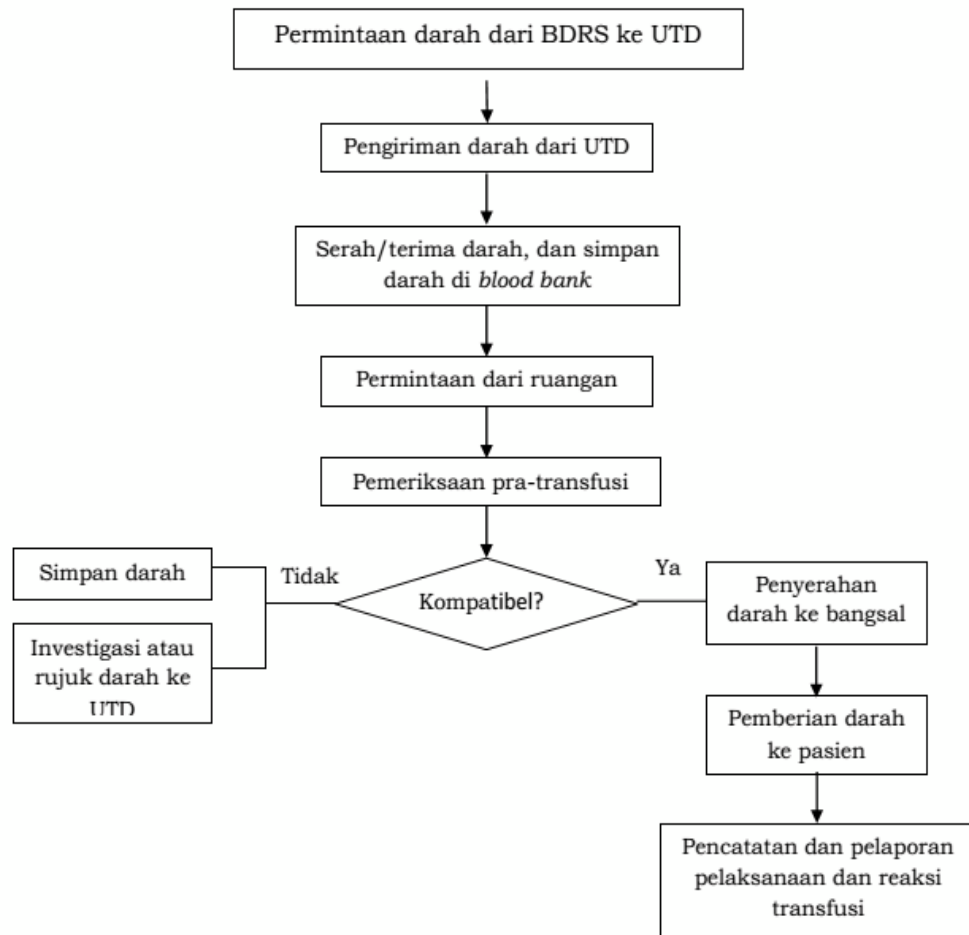 Permintaan darah dari BDRS ke UTD
Pengiriman darah dari UTD
Serah/terima darah, dan simpan
darah di blood bank
Permintaan dari ruangan
Pemeriksaan pra-transfusi
Kompatibel?
Tidak
Simpan darah
Investigasi atau
rujuk darah ke
UTD
Ya
Penyerahan
darah ke bangsal
Pemberian darah
ke pasien
Pencatatan dan pelaporan
pelaksanaan dan reaksi
transfusi